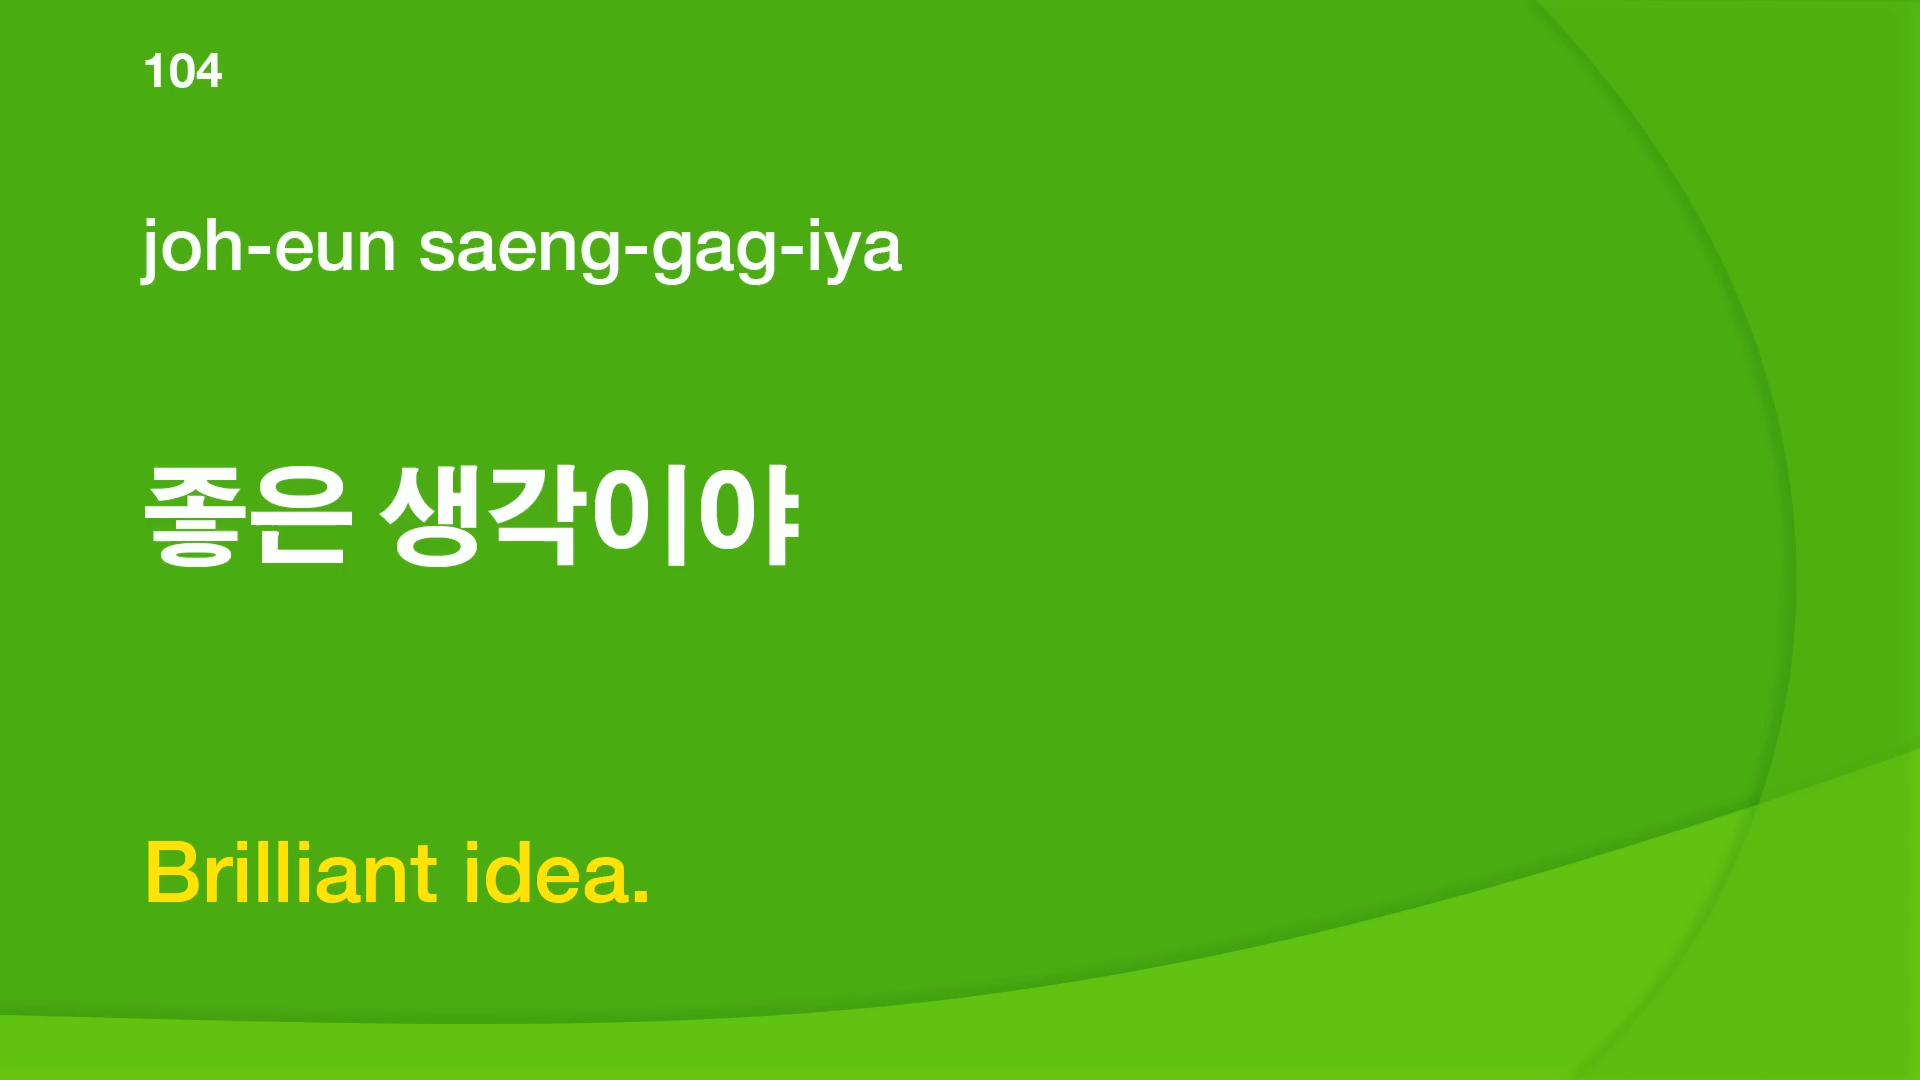 104
joh-eun saeng-gag-iya
좋은 생각이야
Brilliant idea.